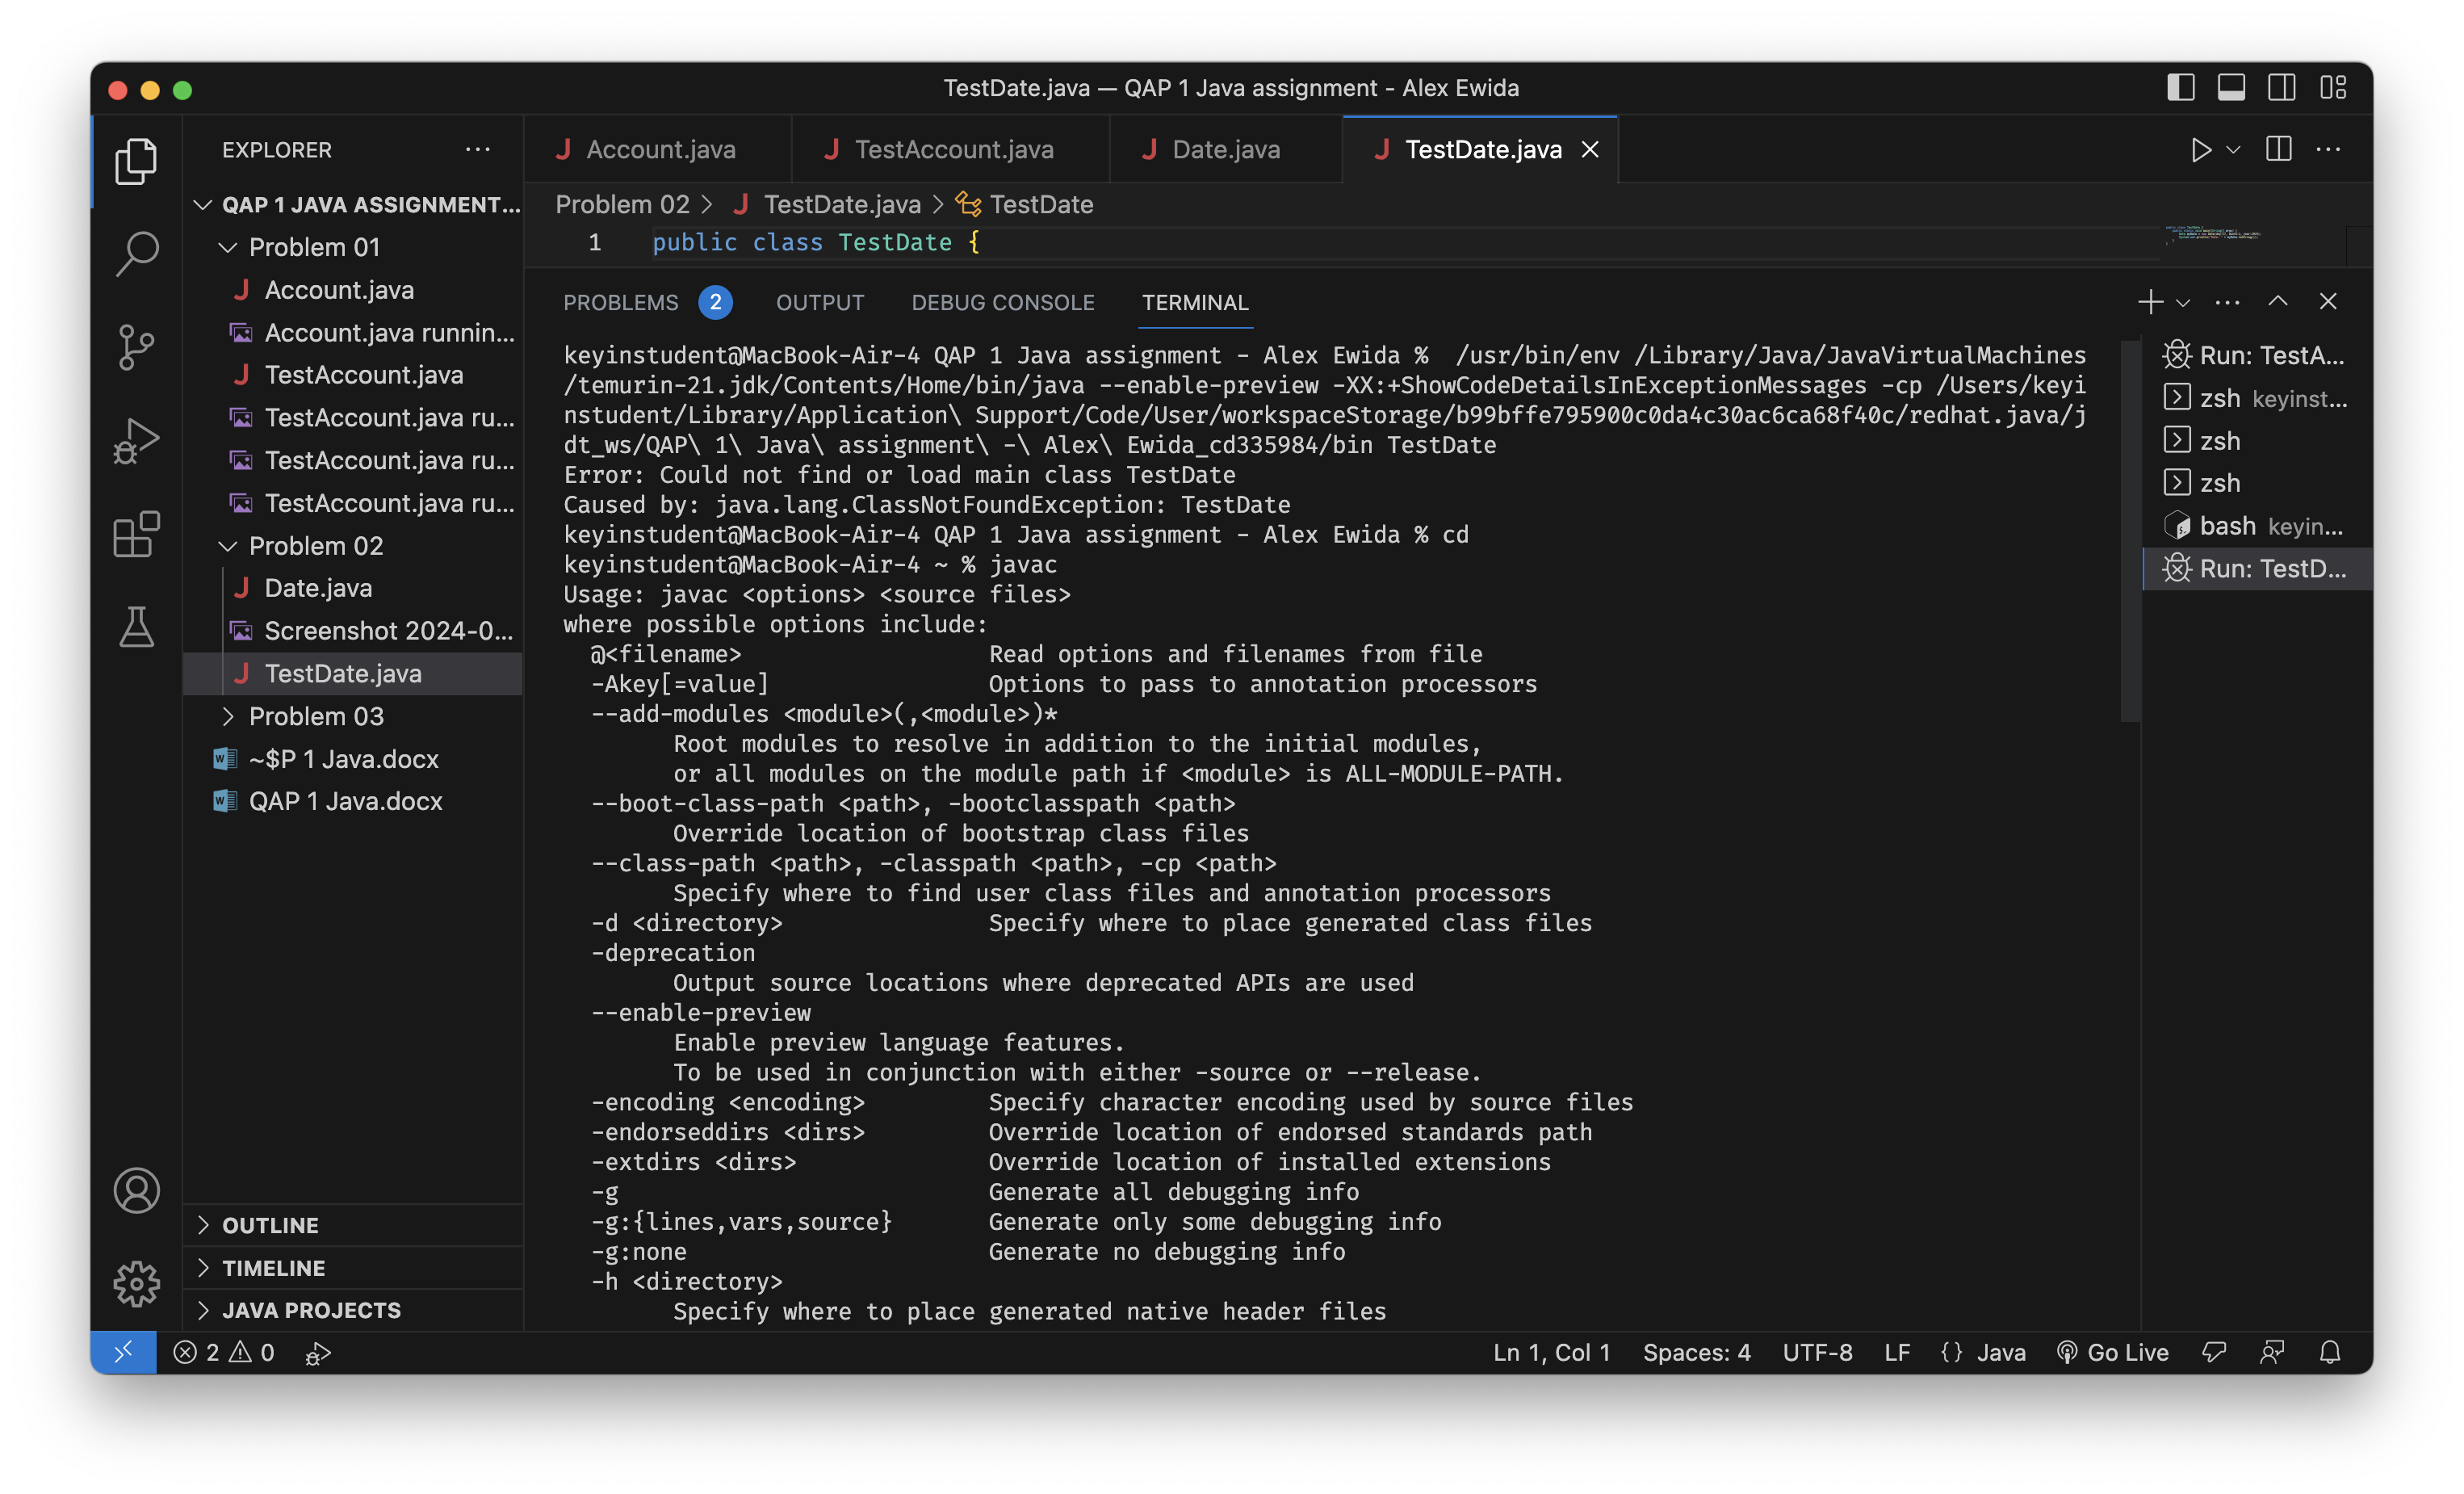 TestDate.java — QAP 1 Java assignment - Alex Ewida
EXPLORER
QAP 1 JAVA ASSIGNMENT...
Problem 01
Account.java
Account.java runnin...
TestAccount.java
TestAccount.java ru...
TestAccount.java ru...
TestAccount.java ru...
Problem 02
Date.java
Screenshot 2024-0...
TestDate.java
Problem 03
~$P 1 Java.docx
QAP 1 Java.docx
OUTLINE
TIMELINE
JAVA PROJECTS
Account.java
TestAccount.java
Date.java
TestDate.java
Problem 02 > TestDate.java > TestDate
1 public class TestDate {
PROBLEMS 2 OUTPUT DEBUG CONSOLE TERMINAL
keyinstudent@MacBook-Air-4 QAP 1 Java assignment - Alex Ewida %  /usr/bin/env /Library/Java/JavaVirtualMachines
/temurin-21.jdk/Contents/Home/bin/java --enable-preview -XX:+ShowCodeDetailsInExceptionMessages -cp /Users/keyi
nstudent/Library/Application\ Support/Code/User/workspaceStorage/b99bffe795900c0da4c30ac6ca68f40c/redhat.java/j
dt_ws/QAP\ 1\ Java\ assignment\ -\ Alex\ Ewida_cd335984/bin TestDate
Error: Could not find or load main class TestDate
Caused by: java.lang.ClassNotFoundException: TestDate
keyinstudent@MacBook-Air-4 QAP 1 Java assignment - Alex Ewida % cd
keyinstudent@MacBook-Air-4 ~ % javac
Usage: javac <options> <source files>
where possible options include:
@<filename> Read options and filenames from file
-Akey[=value] Options to pass to annotation processors
--add-modules <module>(,<module>)*
Root modules to resolve in addition to the initial modules,
or all modules on the module path if <module> is ALL-MODULE-PATH.
--boot-class-path <path>, -bootclasspath <path>
Override location of bootstrap class files
--class-path <path>, -classpath <path>, -cp <path>
Specify where to find user class files and annotation processors
-d <directory> Specify where to place generated class files
-deprecation
Output source locations where deprecated APIs are used
--enable-preview
Enable preview language features.
To be used in conjunction with either -source or --release.
-encoding <encoding> Specify character encoding used by source files
-endorseddirs <dirs> Override location of endorsed standards path
-extdirs <dirs> Override location of installed extensions
-g Generate all debugging info
-g:{lines,vars,source} Generate only some debugging info
-g:none Generate no debugging info
-h <directory>
Specify where to place generated native header files
Run: TestA...
zsh keyinst...
zsh
zsh
bash keyin...
Run: TestD...
2 0
Ln 1, Col 1 Spaces: 4 UTF-8 LF {} Java Go Live